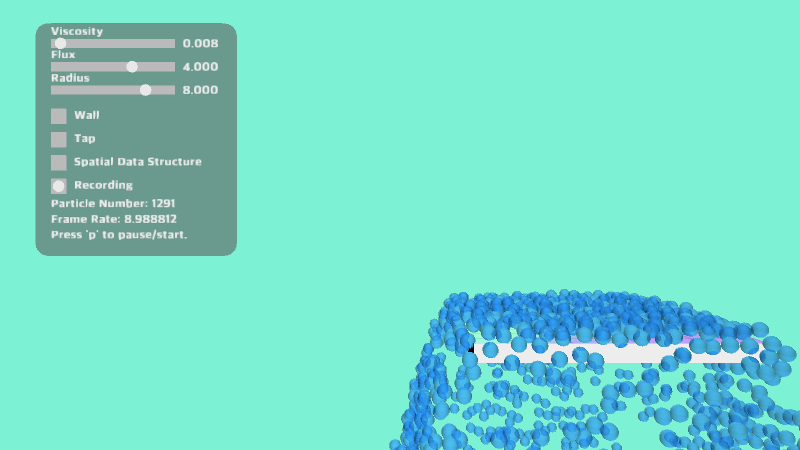 Viscosity
0.008
Flux
4.000
Radius
8.000
Wall
Tap
Spatial Data Structure
Recording
Particle Number: 1291
Frame Rate: 8.988812
Press 'p' to pause/start.